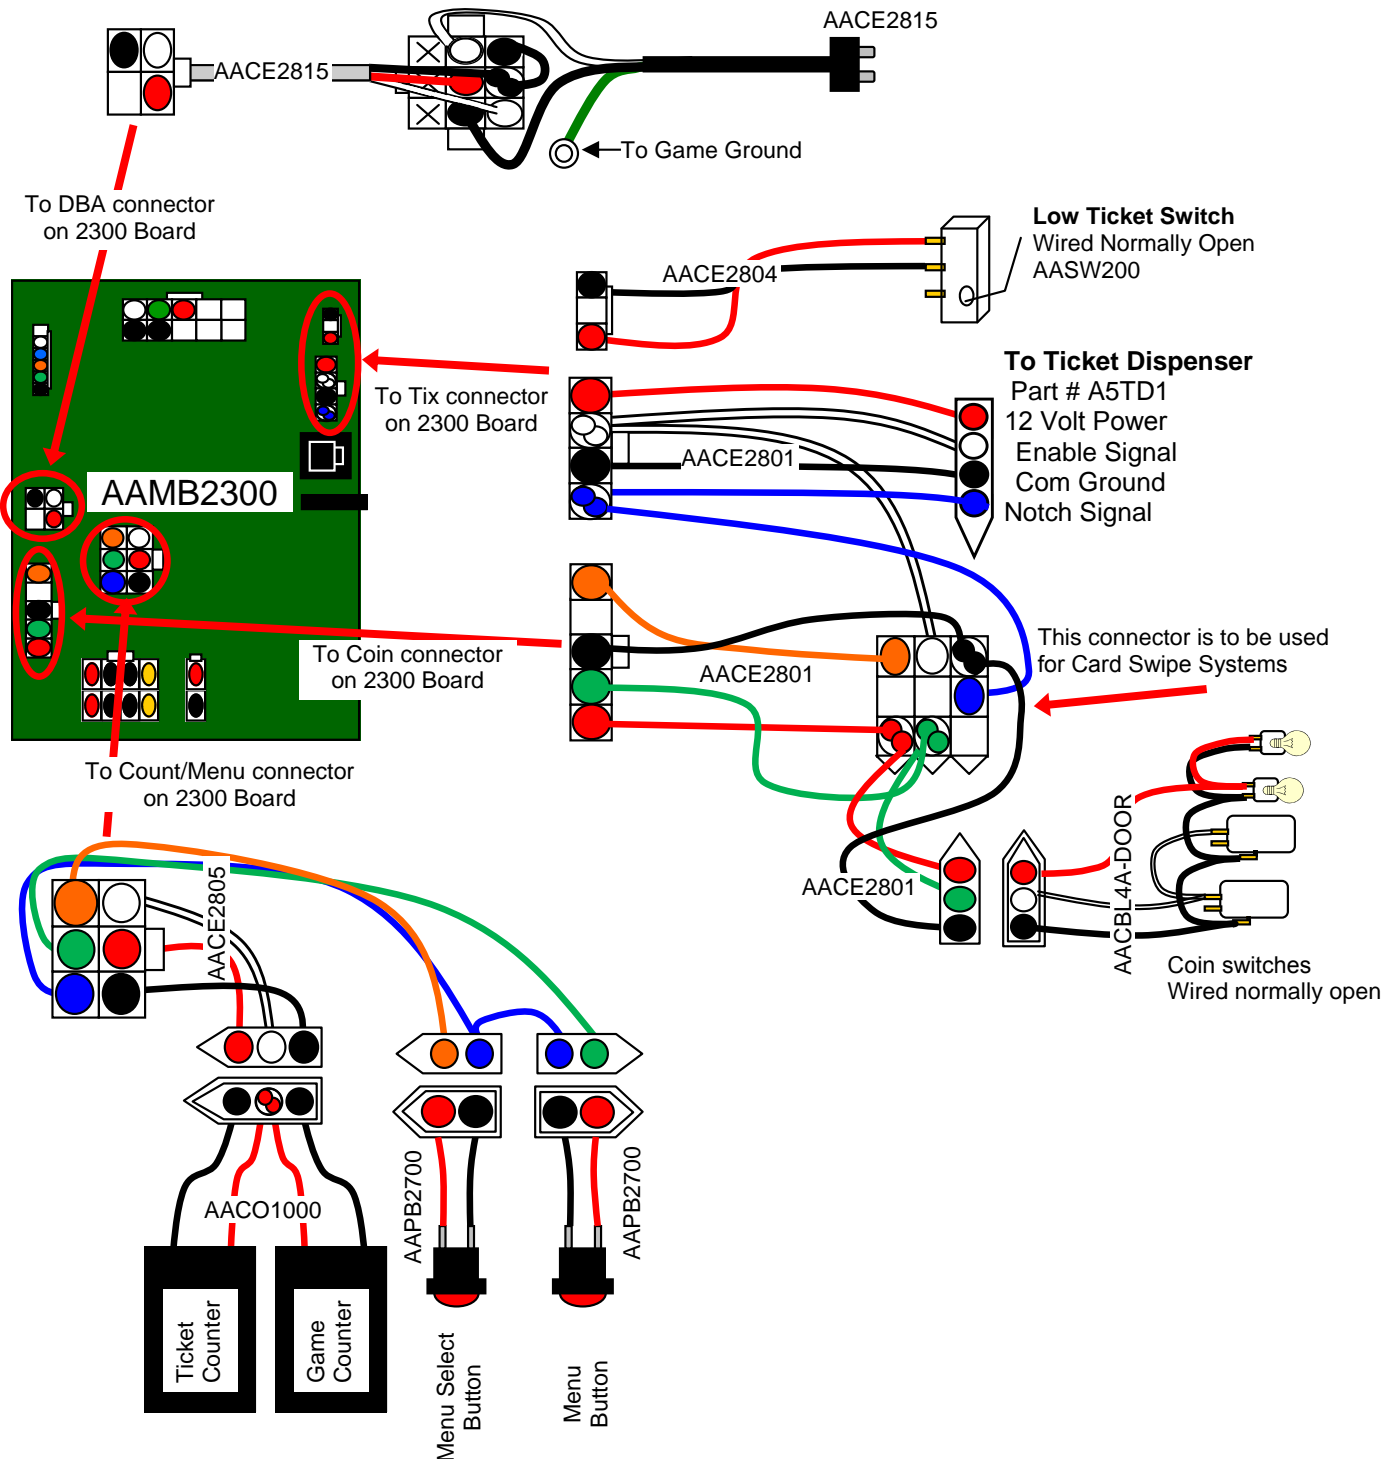 AACE2815
AACE2815
To Game Ground
To DBA connector
on 2300 Board
Low Ticket Switch
Wired Normally Open
AASW200
AACE2804
To Ticket Dispenser
Part # A5TD1
12 Volt Power
Enable Signal
Com Ground
Notch Signal
To Tix connector
on 2300 Board
AACE2801
AAMB2300
This connector is to be used
for Card Swipe Systems
To Coin connector
on 2300 Board
AACE2801
To Count/Menu connector
on 2300 Board
AACE2805
AACE2801
AACBL4A-DOOR
Coin switches
Wired normally open
AACO1000
AAPB2700
AAPB2700
Ticket
Counter
Game
Counter
Menu Select
Button
Menu
Button